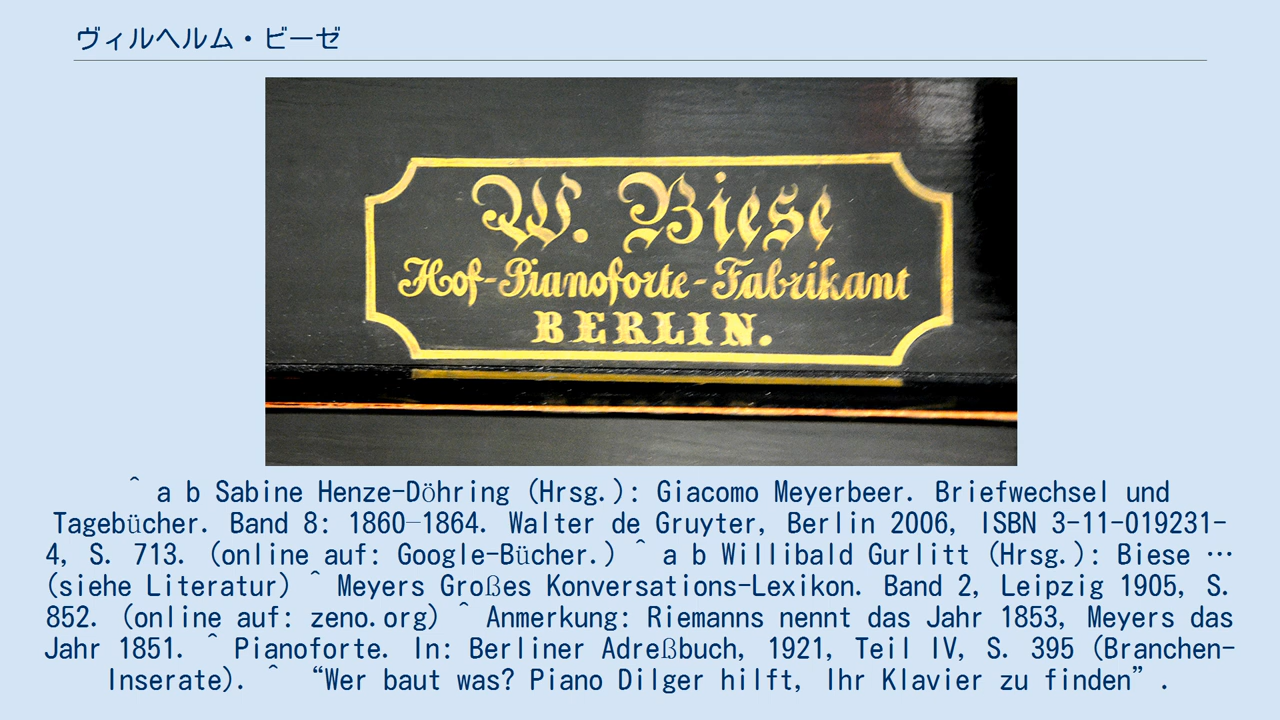 ヴィルヘルム・ビーゼ
W. Biese
Hof-Pianoforte-Fabrikant
BERLIN.
^ a b Sabine Henze-Döhring (Hrsg.): Giacomo Meyerbeer. Briefwechsel und
Tagebücher. Band 8: 1860–1864. Walter de Gruyter, Berlin 2006, ISBN 3-11-019231-
4, S. 713. (online auf: Google-Bücher.) ^ a b Willibald Gurlitt (Hrsg.): Biese …
(siehe Literatur) ^ Meyers Großes Konversations-Lexikon. Band 2, Leipzig 1905, S.
852. (online auf: zeno.org) ^ Anmerkung: Riemanns nennt das Jahr 1853, Meyers das
Jahr 1851. ^ Pianoforte. In: Berliner Adreßbuch, 1921, Teil IV, S. 395 (Branchen-
Inserate). ^ “Wer baut was? Piano Dilger hilft, Ihr Klavier zu finden”.